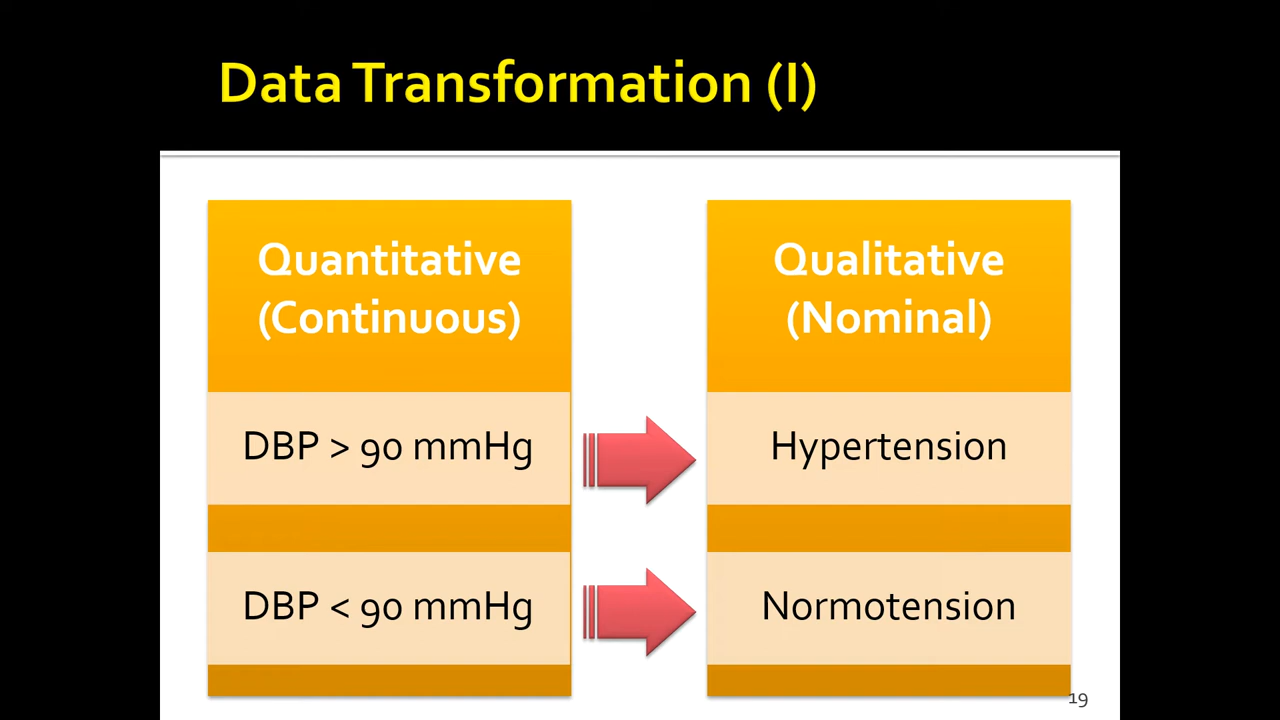 Data Transformation (I)
Quantitative
(Continuous)
Qualitative
(Nominal)
DBP > 90 mmHg
Hypertension
DBP < 90 mmHg
Normotension
19